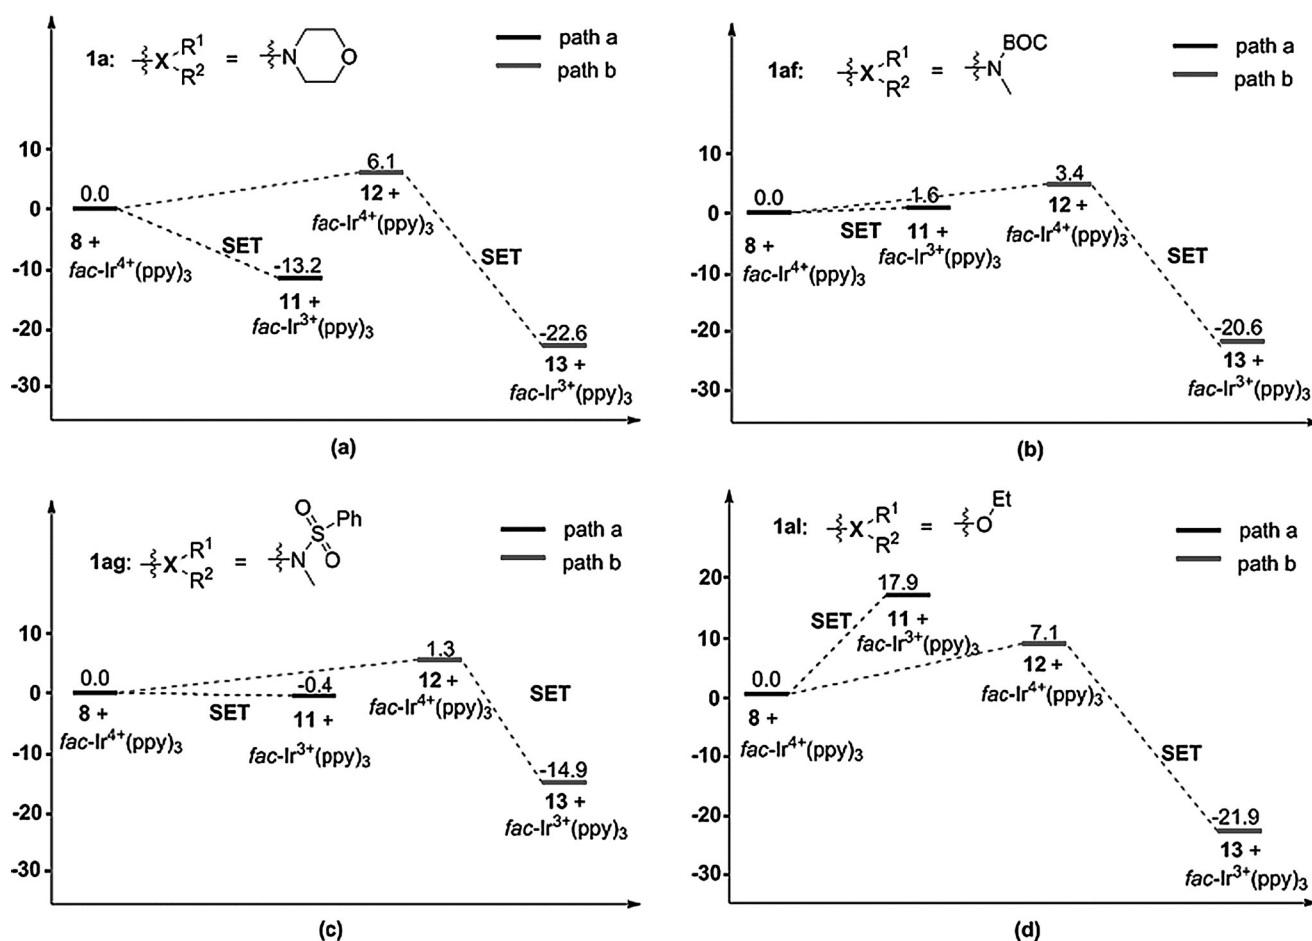 1a: X R¹ R² = N O
path a
path b
10
0
-10
-20
-30
0.0
8 +
fac-Ir⁴⁺(ppy)₃
SET
-13.2
11 +
fac-Ir³⁺(ppy)₃
6.1
12 +
fac-Ir⁴⁺(ppy)₃
SET
-22.6
13 +
fac-Ir³⁺(ppy)₃
(a)
1af: X R¹ R² = N BOC
path a
path b
10
0
-10
-20
-30
0.0
8 +
fac-Ir⁴⁺(ppy)₃
SET
1.6
11 +
fac-Ir³⁺(ppy)₃
3.4
12 +
fac-Ir⁴⁺(ppy)₃
SET
-20.6
13 +
fac-Ir³⁺(ppy)₃
(b)
1ag: X R¹ R² = N S O O Ph
path a
path b
10
0
-10
-20
-30
0.0
8 +
fac-Ir⁴⁺(ppy)₃
SET
-0.4
11 +
fac-Ir³⁺(ppy)₃
1.3
12 +
fac-Ir⁴⁺(ppy)₃
SET
-14.9
13 +
fac-Ir³⁺(ppy)₃
(c)
1al: X R¹ R² = O Et
path a
path b
20
10
0
-10
-20
-30
0.0
8 +
fac-Ir⁴⁺(ppy)₃
SET
17.9
11 +
fac-Ir³⁺(ppy)₃
7.1
12 +
fac-Ir⁴⁺(ppy)₃
SET
-21.9
13 +
fac-Ir³⁺(ppy)₃
(d)